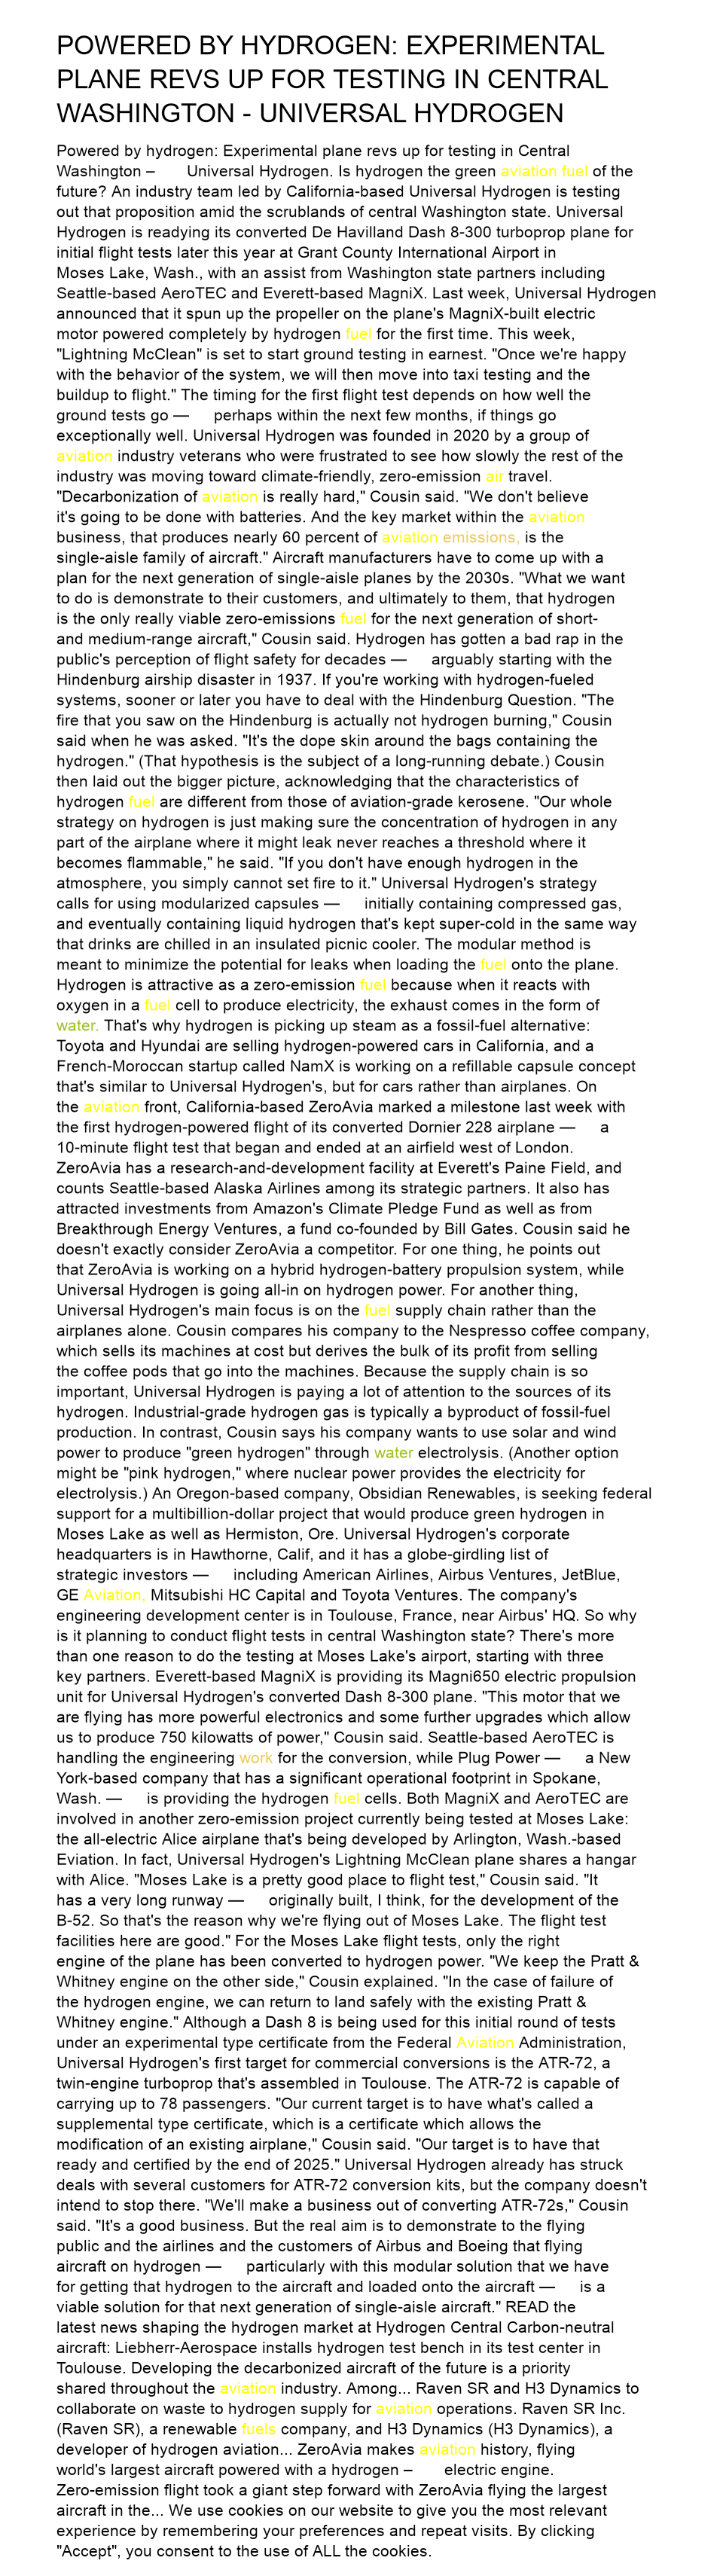 POWERED BY HYDROGEN: EXPERIMENTAL
PLANE REVS UP FOR TESTING IN CENTRAL
WASHINGTON - UNIVERSAL HYDROGEN
Powered by hydrogen: Experimental plane revs up for testing in Central
Washington – Universal Hydrogen. Is hydrogen the green aviation fuel of the
future? An industry team led by California-based Universal Hydrogen is testing
out that proposition amid the scrublands of central Washington state. Universal
Hydrogen is readying its converted De Havilland Dash 8-300 turboprop plane for
initial flight tests later this year at Grant County International Airport in
Moses Lake, Wash., with an assist from Washington state partners including
Seattle-based AeroTEC and Everett-based MagniX. Last week, Universal Hydrogen
announced that it spun up the propeller on the plane's MagniX-built electric
motor powered completely by hydrogen fuel for the first time. This week,
"Lightning McClean" is set to start ground testing in earnest. "Once we're happy
with the behavior of the system, we will then move into taxi testing and the
buildup to flight." The timing for the first flight test depends on how well the
ground tests go — perhaps within the next few months, if things go
exceptionally well. Universal Hydrogen was founded in 2020 by a group of
aviation industry veterans who were frustrated to see how slowly the rest of the
industry was moving toward climate-friendly, zero-emission air travel.
"Decarbonization of aviation is really hard," Cousin said. "We don't believe
it's going to be done with batteries. And the key market within the aviation
business, that produces nearly 60 percent of aviation emissions, is the
single-aisle family of aircraft." Aircraft manufacturers have to come up with a
plan for the next generation of single-aisle planes by the 2030s. "What we want
to do is demonstrate to their customers, and ultimately to them, that hydrogen
is the only really viable zero-emissions fuel for the next generation of short-
and medium-range aircraft," Cousin said. Hydrogen has gotten a bad rap in the
public's perception of flight safety for decades — arguably starting with the
Hindenburg airship disaster in 1937. If you're working with hydrogen-fueled
systems, sooner or later you have to deal with the Hindenburg Question. "The
fire that you saw on the Hindenburg is actually not hydrogen burning," Cousin
said when he was asked. "It's the dope skin around the bags containing the
hydrogen." (That hypothesis is the subject of a long-running debate.) Cousin
then laid out the bigger picture, acknowledging that the characteristics of
hydrogen fuel are different from those of aviation-grade kerosene. "Our whole
strategy on hydrogen is just making sure the concentration of hydrogen in any
part of the airplane where it might leak never reaches a threshold where it
becomes flammable," he said. "If you don't have enough hydrogen in the
atmosphere, you simply cannot set fire to it." Universal Hydrogen's strategy
calls for using modularized capsules — initially containing compressed gas,
and eventually containing liquid hydrogen that's kept super-cold in the same way
that drinks are chilled in an insulated picnic cooler. The modular method is
meant to minimize the potential for leaks when loading the fuel onto the plane.
Hydrogen is attractive as a zero-emission fuel because when it reacts with
oxygen in a fuel cell to produce electricity, the exhaust comes in the form of
water. That's why hydrogen is picking up steam as a fossil-fuel alternative:
Toyota and Hyundai are selling hydrogen-powered cars in California, and a
French-Moroccan startup called NamX is working on a refillable capsule concept
that's similar to Universal Hydrogen's, but for cars rather than airplanes. On
the aviation front, California-based ZeroAvia marked a milestone last week with
the first hydrogen-powered flight of its converted Dornier 228 airplane — a
10-minute flight test that began and ended at an airfield west of London.
ZeroAvia has a research-and-development facility at Everett's Paine Field, and
counts Seattle-based Alaska Airlines among its strategic partners. It also has
attracted investments from Amazon's Climate Pledge Fund as well as from
Breakthrough Energy Ventures, a fund co-founded by Bill Gates. Cousin said he
doesn't exactly consider ZeroAvia a competitor. For one thing, he points out
that ZeroAvia is working on a hybrid hydrogen-battery propulsion system, while
Universal Hydrogen is going all-in on hydrogen power. For another thing,
Universal Hydrogen's main focus is on the fuel supply chain rather than the
airplanes alone. Cousin compares his company to the Nespresso coffee company,
which sells its machines at cost but derives the bulk of its profit from selling
the coffee pods that go into the machines. Because the supply chain is so
important, Universal Hydrogen is paying a lot of attention to the sources of its
hydrogen. Industrial-grade hydrogen gas is typically a byproduct of fossil-fuel
production. In contrast, Cousin says his company wants to use solar and wind
power to produce "green hydrogen" through water electrolysis. (Another option
might be "pink hydrogen," where nuclear power provides the electricity for
electrolysis.) An Oregon-based company, Obsidian Renewables, is seeking federal
support for a multibillion-dollar project that would produce green hydrogen in
Moses Lake as well as Hermiston, Ore. Universal Hydrogen's corporate
headquarters is in Hawthorne, Calif, and it has a globe-girdling list of
strategic investors — including American Airlines, Airbus Ventures, JetBlue,
GE Aviation, Mitsubishi HC Capital and Toyota Ventures. The company's
engineering development center is in Toulouse, France, near Airbus' HQ. So why
is it planning to conduct flight tests in central Washington state? There's more
than one reason to do the testing at Moses Lake's airport, starting with three
key partners. Everett-based MagniX is providing its Magni650 electric propulsion
unit for Universal Hydrogen's converted Dash 8-300 plane. "This motor that we
are flying has more powerful electronics and some further upgrades which allow
us to produce 750 kilowatts of power," Cousin said. Seattle-based AeroTEC is
handling the engineering work for the conversion, while Plug Power — a New
York-based company that has a significant operational footprint in Spokane,
Wash. — is providing the hydrogen fuel cells. Both MagniX and AeroTEC are
involved in another zero-emission project currently being tested at Moses Lake:
the all-electric Alice airplane that's being developed by Arlington, Wash.-based
Eviation. In fact, Universal Hydrogen's Lightning McClean plane shares a hangar
with Alice. "Moses Lake is a pretty good place to flight test," Cousin said. "It
has a very long runway — originally built, I think, for the development of the
B-52. So that's the reason why we're flying out of Moses Lake. The flight test
facilities here are good." For the Moses Lake flight tests, only the right
engine of the plane has been converted to hydrogen power. "We keep the Pratt &
Whitney engine on the other side," Cousin explained. "In the case of failure of
the hydrogen engine, we can return to land safely with the existing Pratt &
Whitney engine." Although a Dash 8 is being used for this initial round of tests
under an experimental type certificate from the Federal Aviation Administration,
Universal Hydrogen's first target for commercial conversions is the ATR-72, a
twin-engine turboprop that's assembled in Toulouse. The ATR-72 is capable of
carrying up to 78 passengers. "Our current target is to have what's called a
supplemental type certificate, which is a certificate which allows the
modification of an existing airplane," Cousin said. "Our target is to have that
ready and certified by the end of 2025." Universal Hydrogen already has struck
deals with several customers for ATR-72 conversion kits, but the company doesn't
intend to stop there. "We'll make a business out of converting ATR-72s," Cousin
said. "It's a good business. But the real aim is to demonstrate to the flying
public and the airlines and the customers of Airbus and Boeing that flying
aircraft on hydrogen — particularly with this modular solution that we have
for getting that hydrogen to the aircraft and loaded onto the aircraft — is a
viable solution for that next generation of single-aisle aircraft." READ the
latest news shaping the hydrogen market at Hydrogen Central Carbon-neutral
aircraft: Liebherr-Aerospace installs hydrogen test bench in its test center in
Toulouse. Developing the decarbonized aircraft of the future is a priority
shared throughout the aviation industry. Among... Raven SR and H3 Dynamics to
collaborate on waste to hydrogen supply for aviation operations. Raven SR Inc.
(Raven SR), a renewable fuels company, and H3 Dynamics (H3 Dynamics), a
developer of hydrogen aviation... ZeroAvia makes aviation history, flying
world's largest aircraft powered with a hydrogen – electric engine.
Zero-emission flight took a giant step forward with ZeroAvia flying the largest
aircraft in the... We use cookies on our website to give you the most relevant
experience by remembering your preferences and repeat visits. By clicking
"Accept", you consent to the use of ALL the cookies.